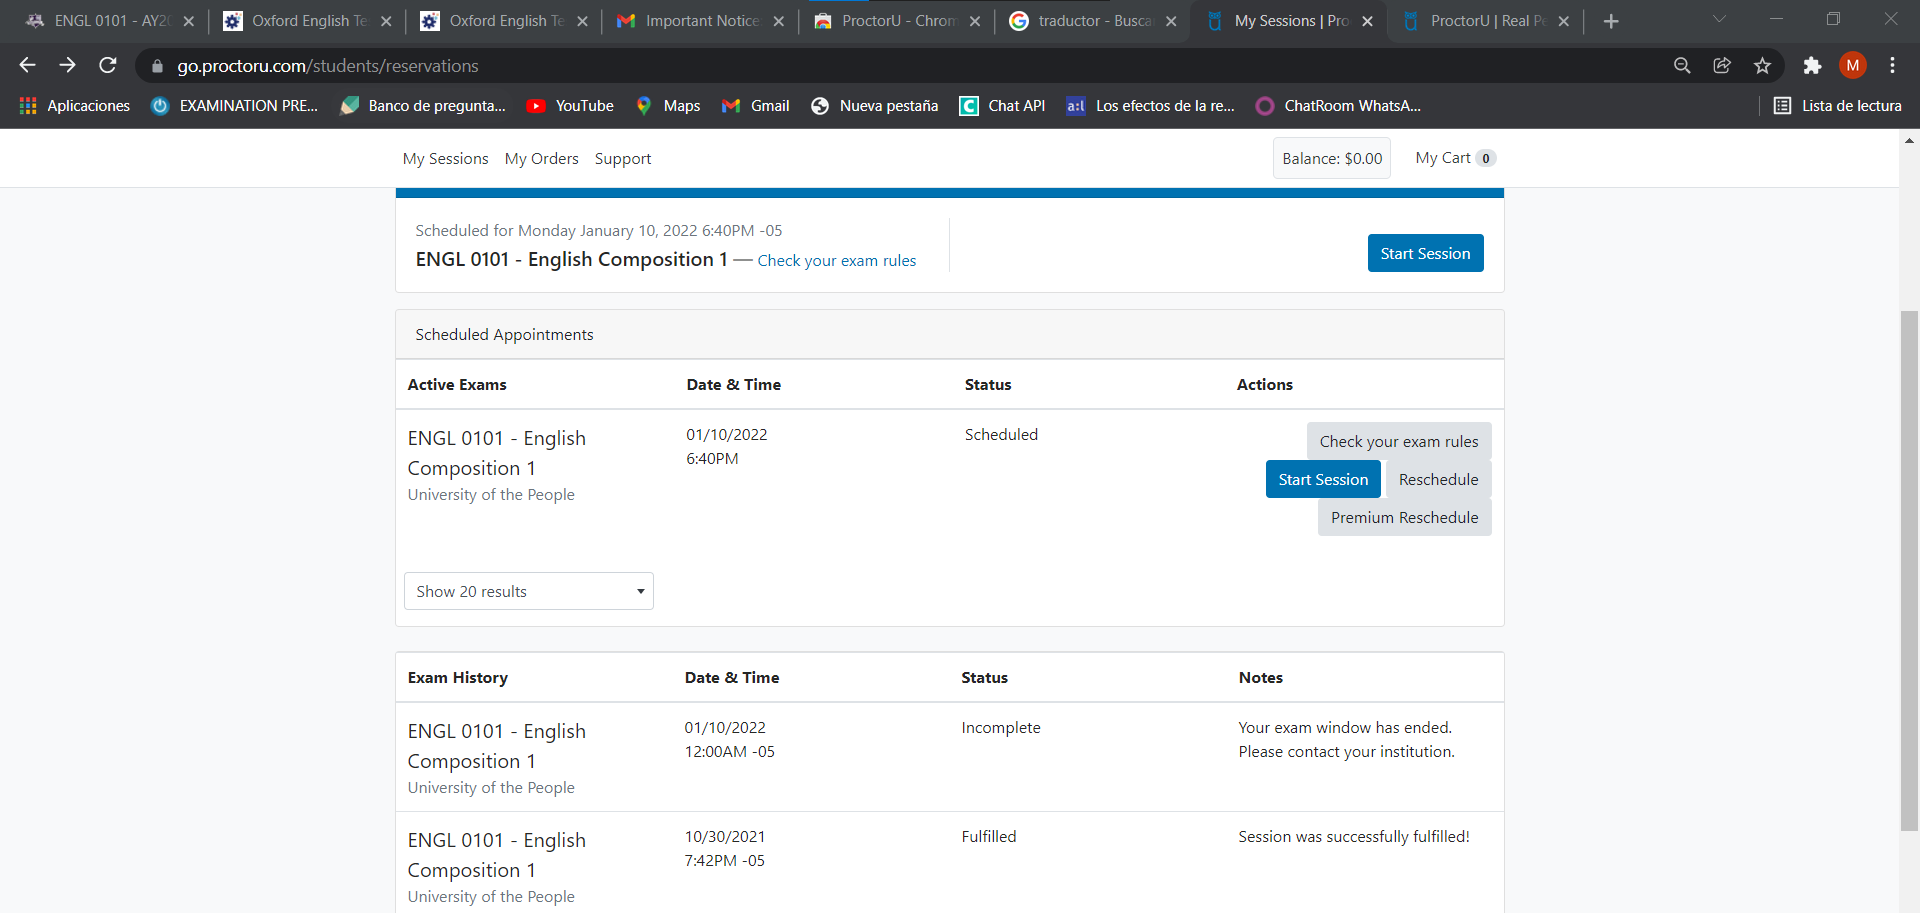 ENGL 0101 - AY20
Oxford English Te
Oxford English Te
Important Notice:
ProctorU - Chrom
traductor - Busca
My Sessions | Pro
ProctorU | Real Pe
go.proctoru.com/students/reservations
M
Aplicaciones
EXAMINATION PRE...
Banco de pregunta...
YouTube
Maps
Gmail
Nueva pestaña
Chat API
a:l
Los efectos de la re...
ChatRoom WhatsA...
Lista de lectura
My Sessions
My Orders
Support
Balance: $0.00
My Cart 0
Scheduled for Monday January 10, 2022 6:40PM -05
ENGL 0101 - English Composition 1 — Check your exam rules
Start Session
Scheduled Appointments
Active Exams
Date & Time
Status
Actions
ENGL 0101 - English
Composition 1
University of the People
01/10/2022
6:40PM
Scheduled
Check your exam rules
Start Session
Reschedule
Premium Reschedule
Show 20 results
Exam History
Date & Time
Status
Notes
ENGL 0101 - English
Composition 1
University of the People
01/10/2022
12:00AM -05
Incomplete
Your exam window has ended.
Please contact your institution.
ENGL 0101 - English
Composition 1
University of the People
10/30/2021
7:42PM -05
Fulfilled
Session was successfully fulfilled!